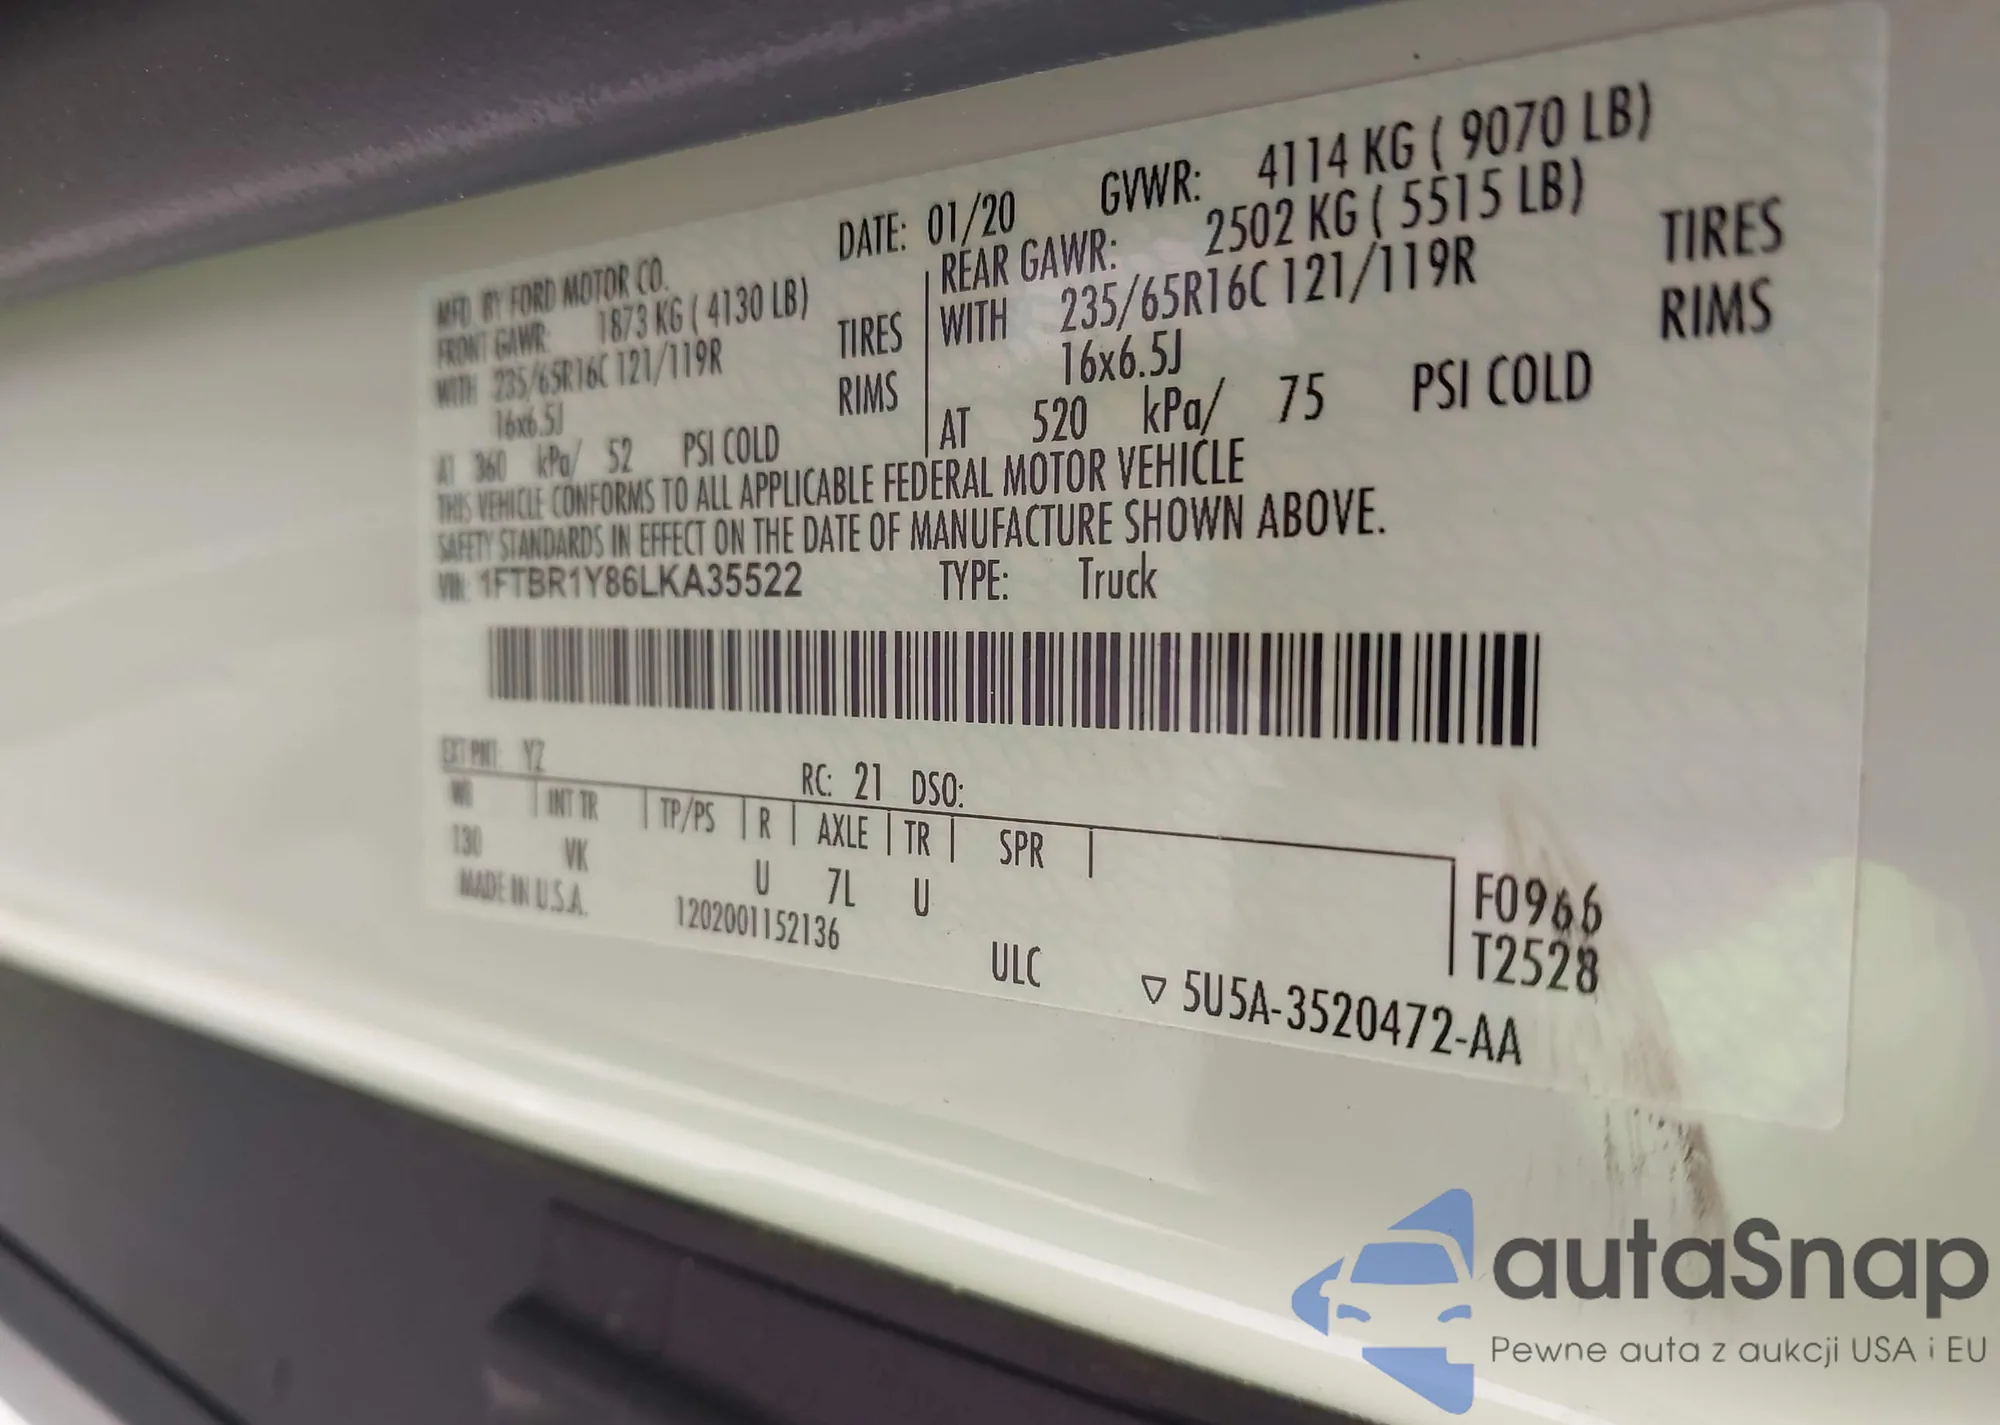 MFD. BY FORD MOTOR CO.
DATE: 01/20 GVWR: 4114 KG ( 9070 LB)
FRONT GAWR: 1873 KG ( 4130 LB) REAR GAWR: 2502 KG ( 5515 LB)
WITH 235/65R16C 121/119R TIRES WITH 235/65R16C 121/119R TIRES
16x6.5J RIMS 16x6.5J RIMS
AT 360 kPa/ 52 PSI COLD AT 520 kPa/ 75 PSI COLD
THIS VEHICLE CONFORMS TO ALL APPLICABLE FEDERAL MOTOR VEHICLE
SAFETY STANDARDS IN EFFECT ON THE DATE OF MANUFACTURE SHOWN ABOVE.
VIN: 1FTBR1Y86LKA35522 TYPE: Truck
EXT PNT: YZ RC: 21 DSO:
WB INT TR TP/PS R AXLE TR SPR
130 VK U 7L U
F0966
T2528
MADE IN U.S.A. 1202001152136 ULC ▽ 5U5A-3520472-AA
autaSnap
Pewne auta z aukcji USA i EU